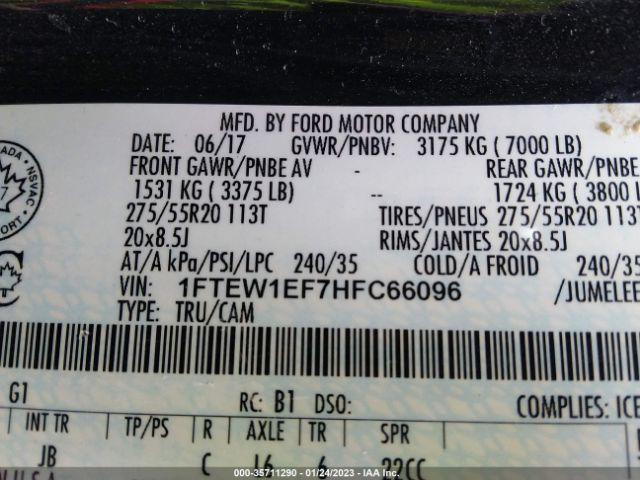 MFD. BY FORD MOTOR COMPANY
DATE: 06/17 GVWR/PNBV: 3175 KG ( 7000 LB)
FRONT GAWR/PNBE AV - REAR GAWR/PNBE
1531 KG ( 3375 LB) -- 1724 KG ( 3800
275/55R20 113T TIRES/PNEUS 275/55R20 113T
20x8.5J RIMS/JANTES 20x8.5J
AT/A kPa/PSI/LPC 240/35 COLD/A FROID 240/35
VIN: 1FTEW1EF7HFC66096 /JUMELEE
TYPE: TRU/CAM
NSVAC
G1 RC: B1 DSO: COMPLIES: ICE
INT TR TP/PS R AXLE TR SPR
JB C 16 6 22CC
000-35711290 - 01/24/2023 - IAA Inc.